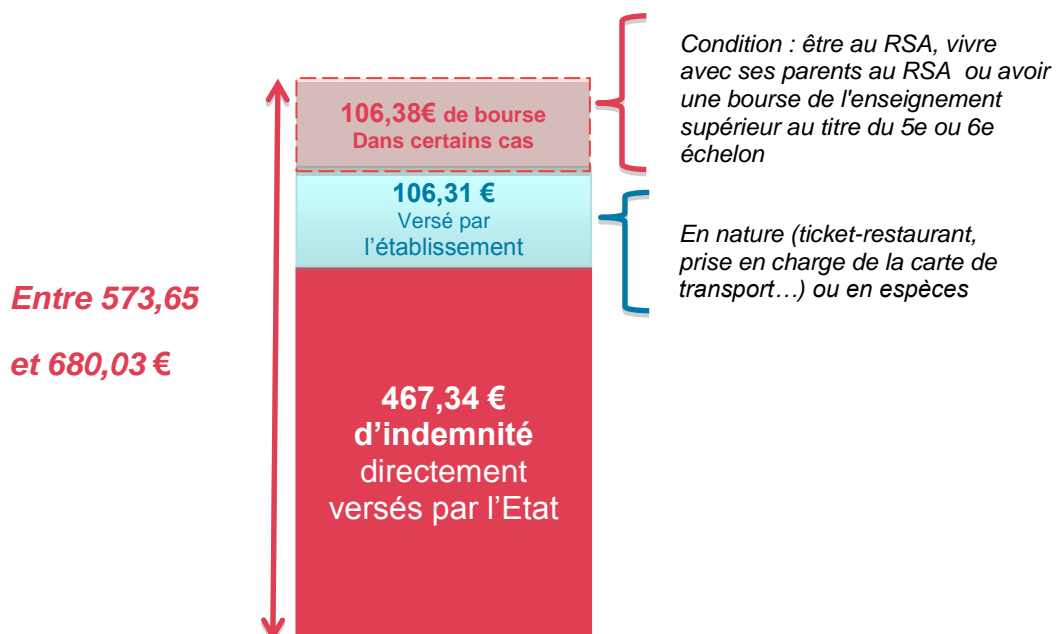 Condition : être au RSA, vivre
avec ses parents au RSA ou avoir
une bourse de l'enseignement
supérieur au titre du 5e ou 6e
échelon
106,38€ de bourse
Dans certains cas
106,31 €
Versé par
l’établissement
En nature (ticket-restaurant,
prise en charge de la carte de
transport…) ou en espèces
Entre 573,65
et 680,03 €
467,34 €
d’indemnité
directement
versés par l’Etat